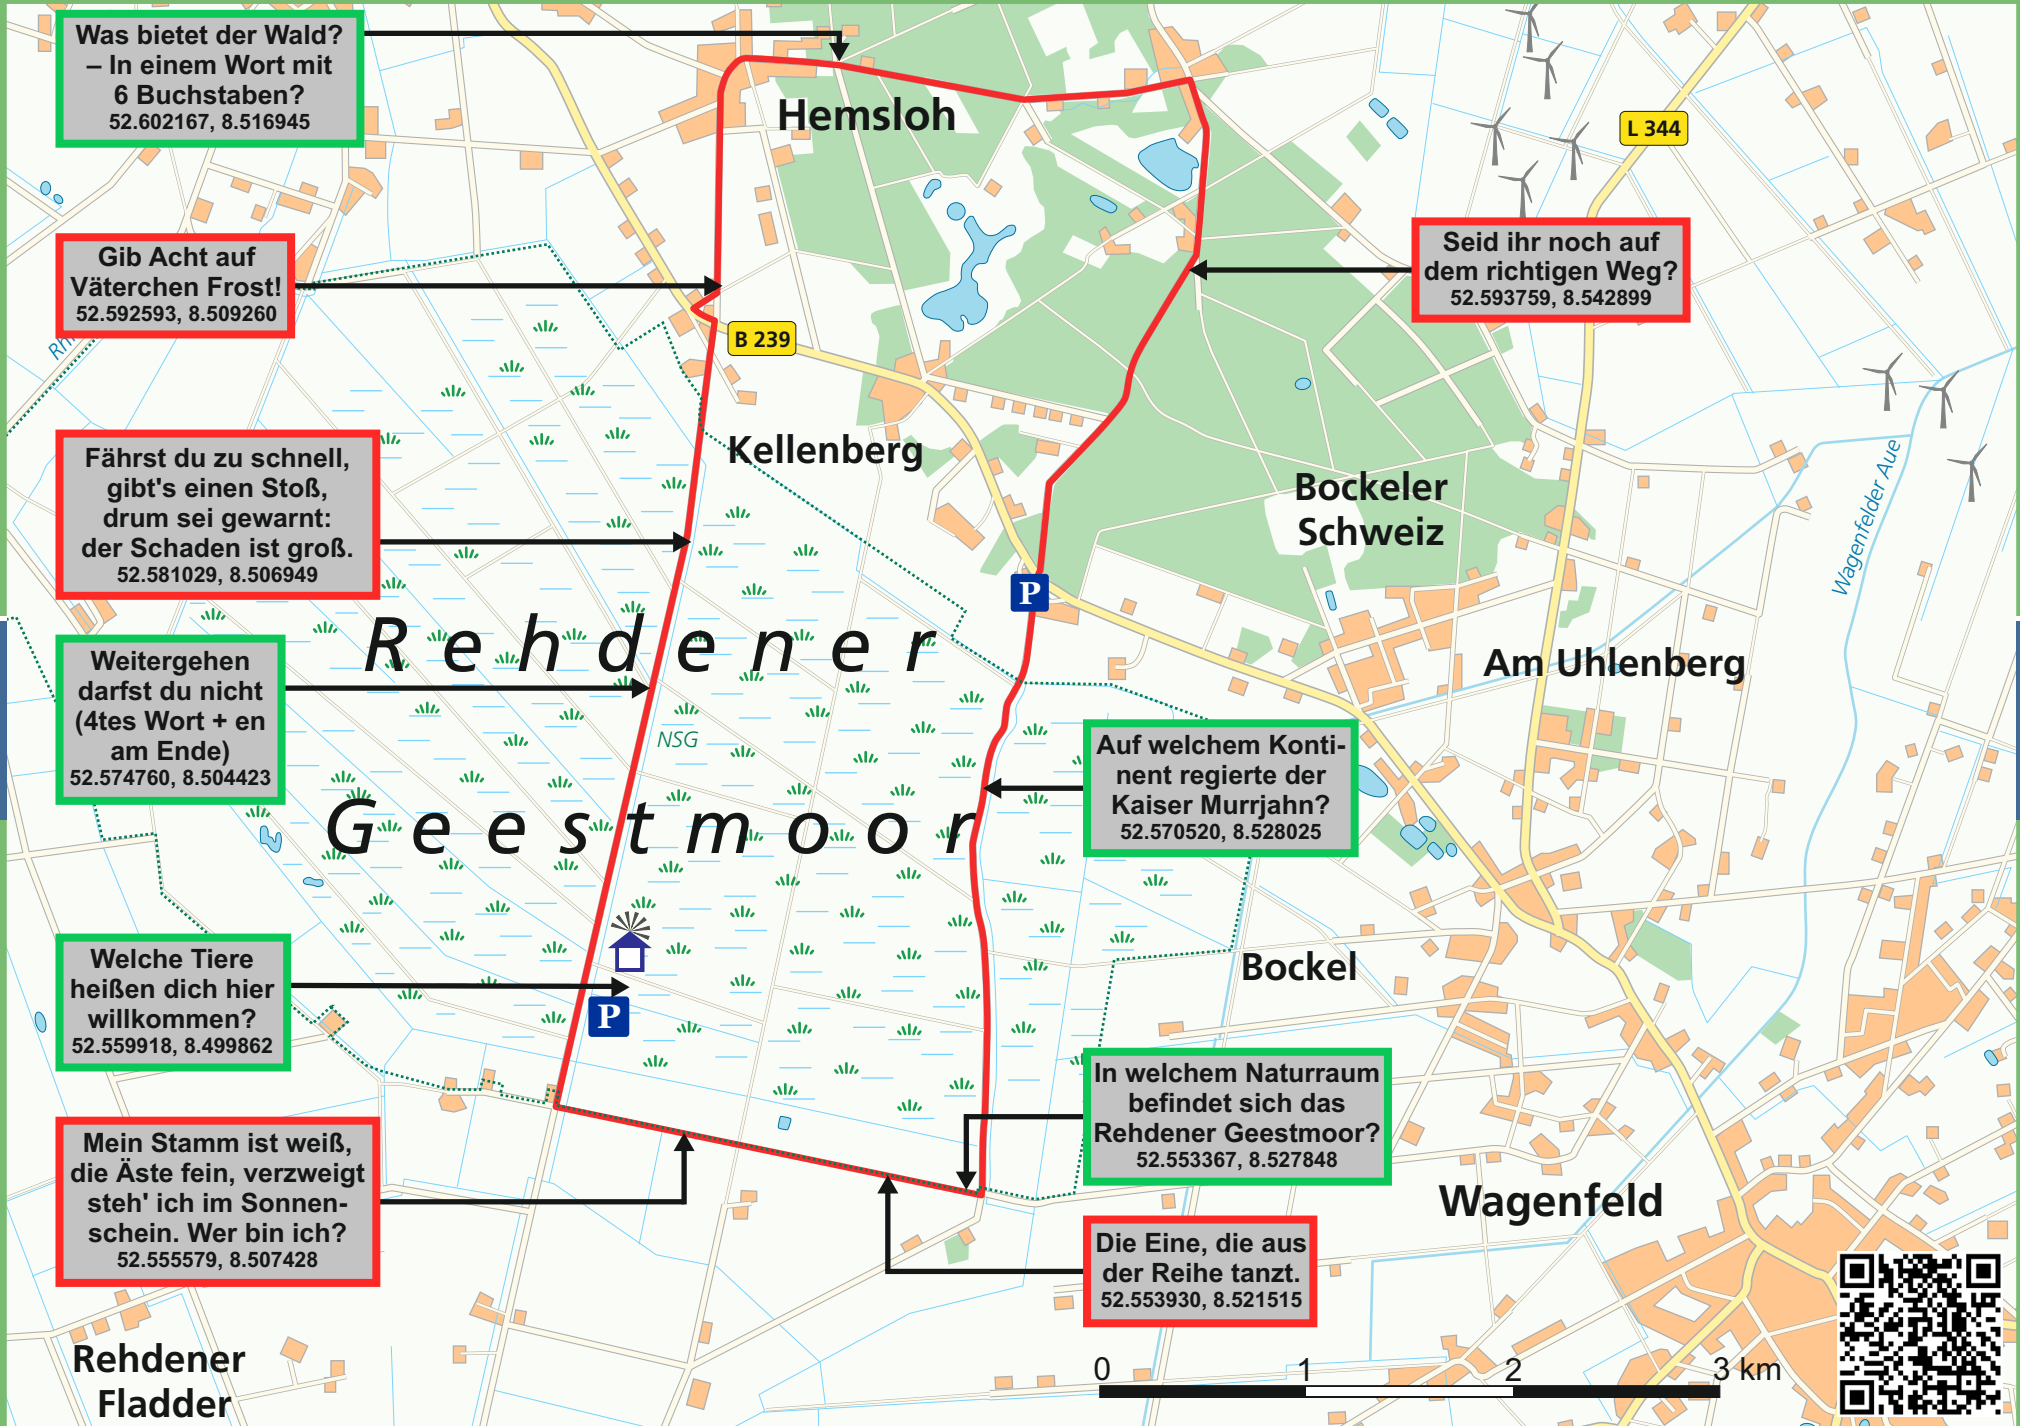 Was bietet der Wald?
– In einem Wort mit
6 Buchstaben?
52.602167, 8.516945
Hemsloh
L 344
Gib Acht auf
Väterchen Frost!
52.592593, 8.509260
Seid ihr noch auf
dem richtigen Weg?
52.593759, 8.542899
B 239
Fährst du zu schnell,
gibt's einen Stoß,
drum sei gewarnt:
der Schaden ist groß.
52.581029, 8.506949
Kellenberg
Bockeler
Schweiz
Wagenfelder Aue
P
Rehdener
Geestmoor
NSG
Weitergehen
darfst du nicht
(4tes Wort + en
am Ende)
52.574760, 8.504423
Am Uhlenberg
Auf welchem Konti-
nent regierte der
Kaiser Murrjahn?
52.570520, 8.528025
Welche Tiere
heißen dich hier
willkommen?
52.559918, 8.499862
P
Bockel
In welchem Naturraum
befindet sich das
Rehdener Geestmoor?
52.553367, 8.527848
Mein Stamm ist weiß,
die Äste fein, verzweigt
steh' ich im Sonnen-
schein. Wer bin ich?
52.555579, 8.507428
Wagenfeld
Die Eine, die aus
der Reihe tanzt.
52.553930, 8.521515
Rehdener
Fladder
0 1 2 3 km